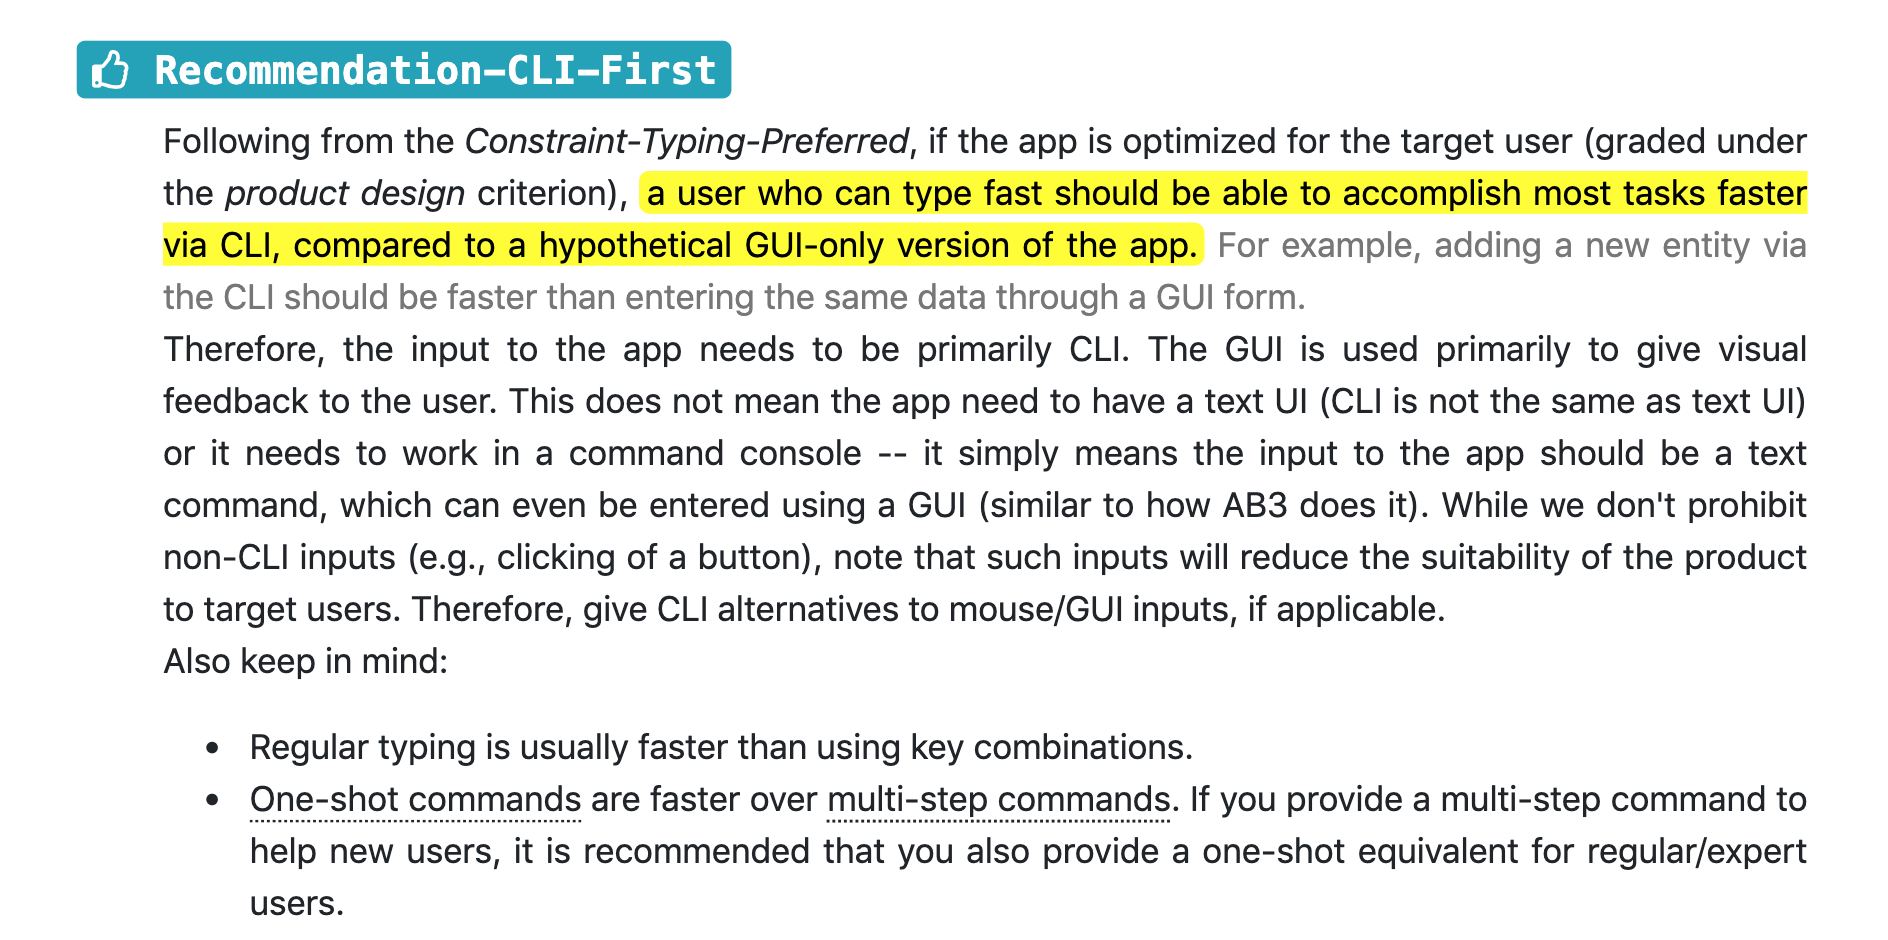 Recommendation-CLI-First
Following from the Constraint-Typing-Preferred, if the app is optimized for the target user (graded under
the product design criterion), a user who can type fast should be able to accomplish most tasks faster
via CLI, compared to a hypothetical GUI-only version of the app. For example, adding a new entity via
the CLI should be faster than entering the same data through a GUI form.
Therefore, the input to the app needs to be primarily CLI. The GUI is used primarily to give visual
feedback to the user. This does not mean the app need to have a text UI (CLI is not the same as text UI)
or it needs to work in a command console -- it simply means the input to the app should be a text
command, which can even be entered using a GUI (similar to how AB3 does it). While we don't prohibit
non-CLI inputs (e.g., clicking of a button), note that such inputs will reduce the suitability of the product
to target users. Therefore, give CLI alternatives to mouse/GUI inputs, if applicable.
Also keep in mind:
• Regular typing is usually faster than using key combinations.
• One-shot commands are faster over multi-step commands. If you provide a multi-step command to
help new users, it is recommended that you also provide a one-shot equivalent for regular/expert
users.